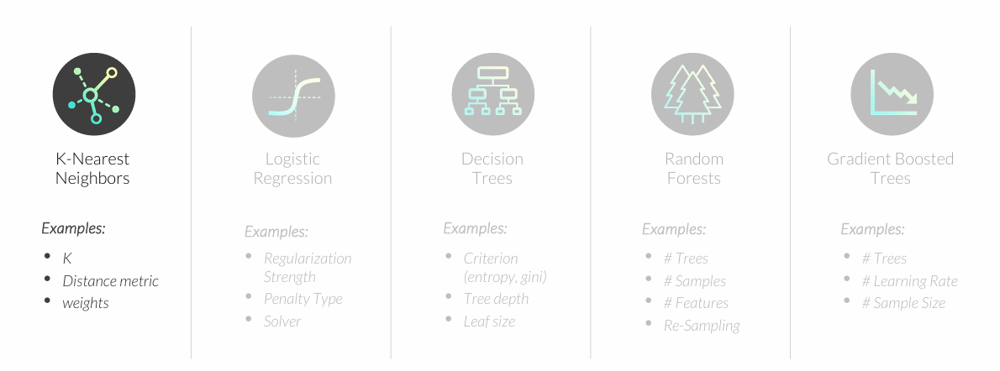 K-Nearest
Neighbors
Examples:
• K
• Distance metric
• weights
Logistic
Regression
Examples:
• Regularization
Strength
• Penalty Type
• Solver
Decision
Trees
Examples:
• Criterion
(entropy, gini)
• Tree depth
• Leaf size
Random
Forests
Examples:
• # Trees
• # Samples
• # Features
• Re-Sampling
Gradient Boosted
Trees
Examples:
• # Trees
• # Learning Rate
• # Sample Size